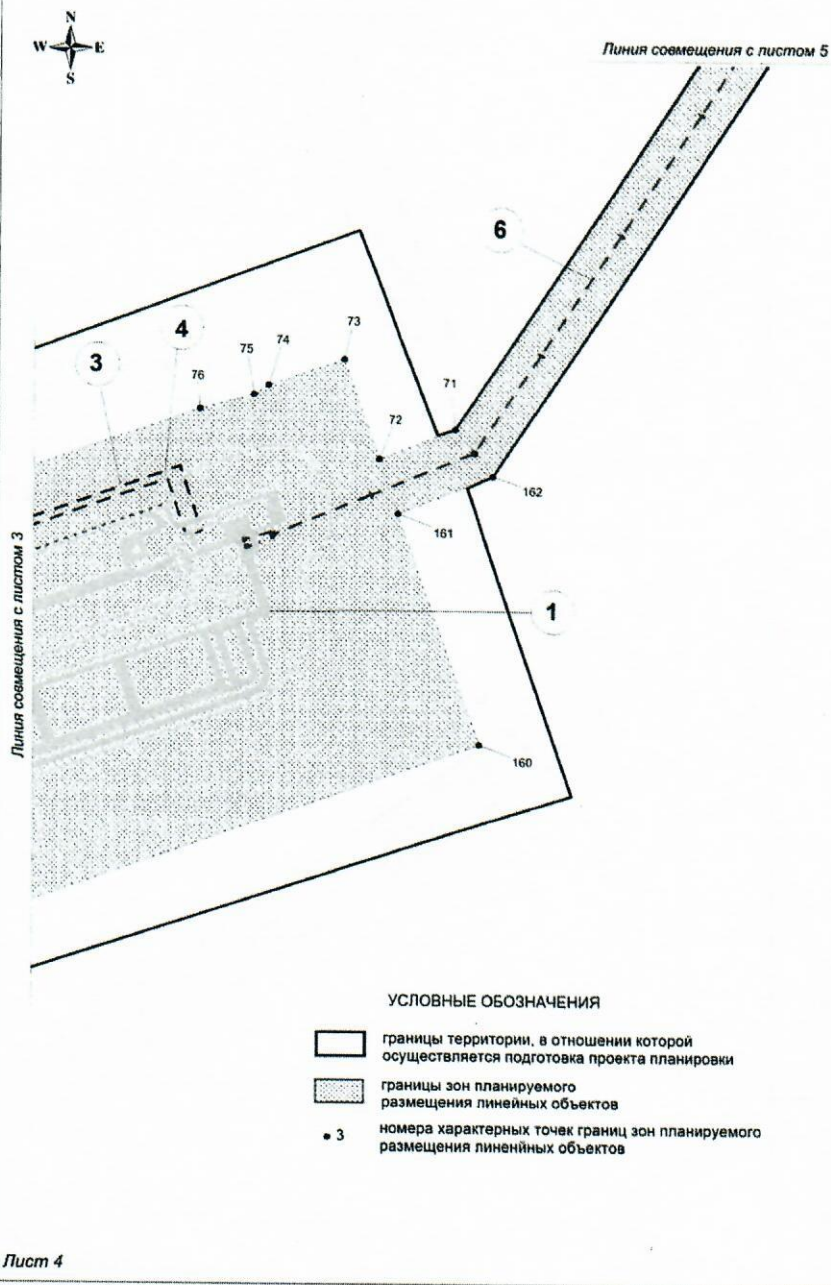 N
W E
S
Линия совмещения с листом 5
6
4
3
73
74
75
76
71
72
162
161
Линия совмещения с листом 3
1
160
УСЛОВНЫЕ ОБОЗНАЧЕНИЯ
границы территории, в отношении которой
осуществляется подготовка проекта планировки
границы зон планируемого
размещения линейных объектов
• 3 номера характерных точек границ зон планируемого
размещения линенйных объектов
Лист 4